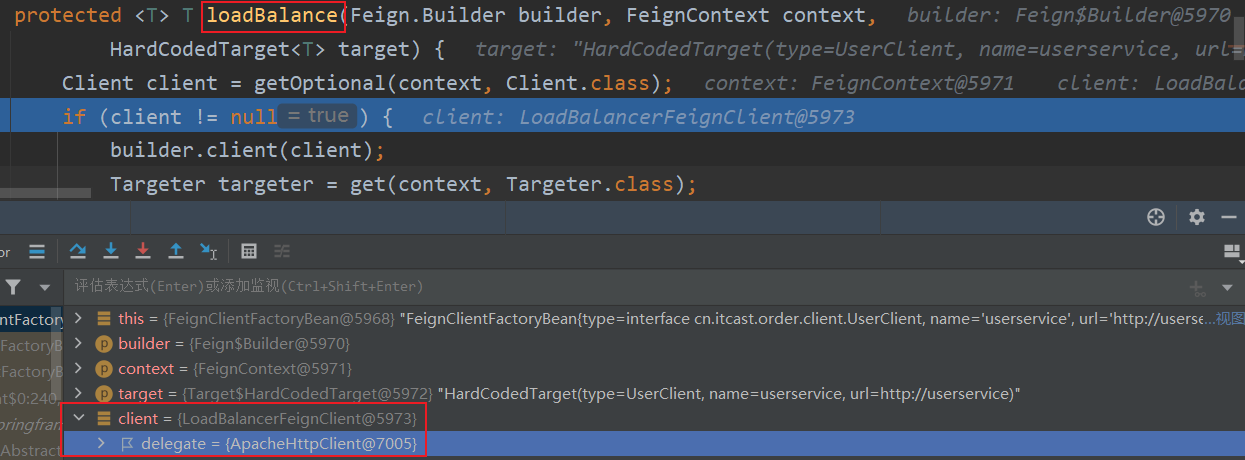 protected <T> T loadBalance(Feign.Builder builder, FeignContext context, builder: Feign$Builder@5970
HardCodedTarget<T> target) { target: "HardCodedTarget(type=UserClient, name=userservice, url=
Client client = getOptional(context, Client.class); context: FeignContext@5971 client: LoadBal
if (client != null = true ) { client: LoadBalancerFeignClient@5973
builder.client(client);
Targeter targeter = get(context, Targeter.class);
or
评估表达式(Enter)或添加监视(Ctrl+Shift+Enter)
entFactory
this = {FeignClientFactoryBean@5968} "FeignClientFactoryBean{type=interface cn.itcast.order.client.UserClient, name='userservice', url='http://userse...视图
FactoryB
builder = {Feign$Builder@5970}
FactoryB
context = {FeignContext@5971}
nt$0:240,
target = {Target$HardCodedTarget@5972} "HardCodedTarget(type=UserClient, name=userservice, url=http://userservice)"
pringfram
client = {LoadBalancerFeignClient@5973}
Abstract
delegate = {ApacheHttpClient@7005}